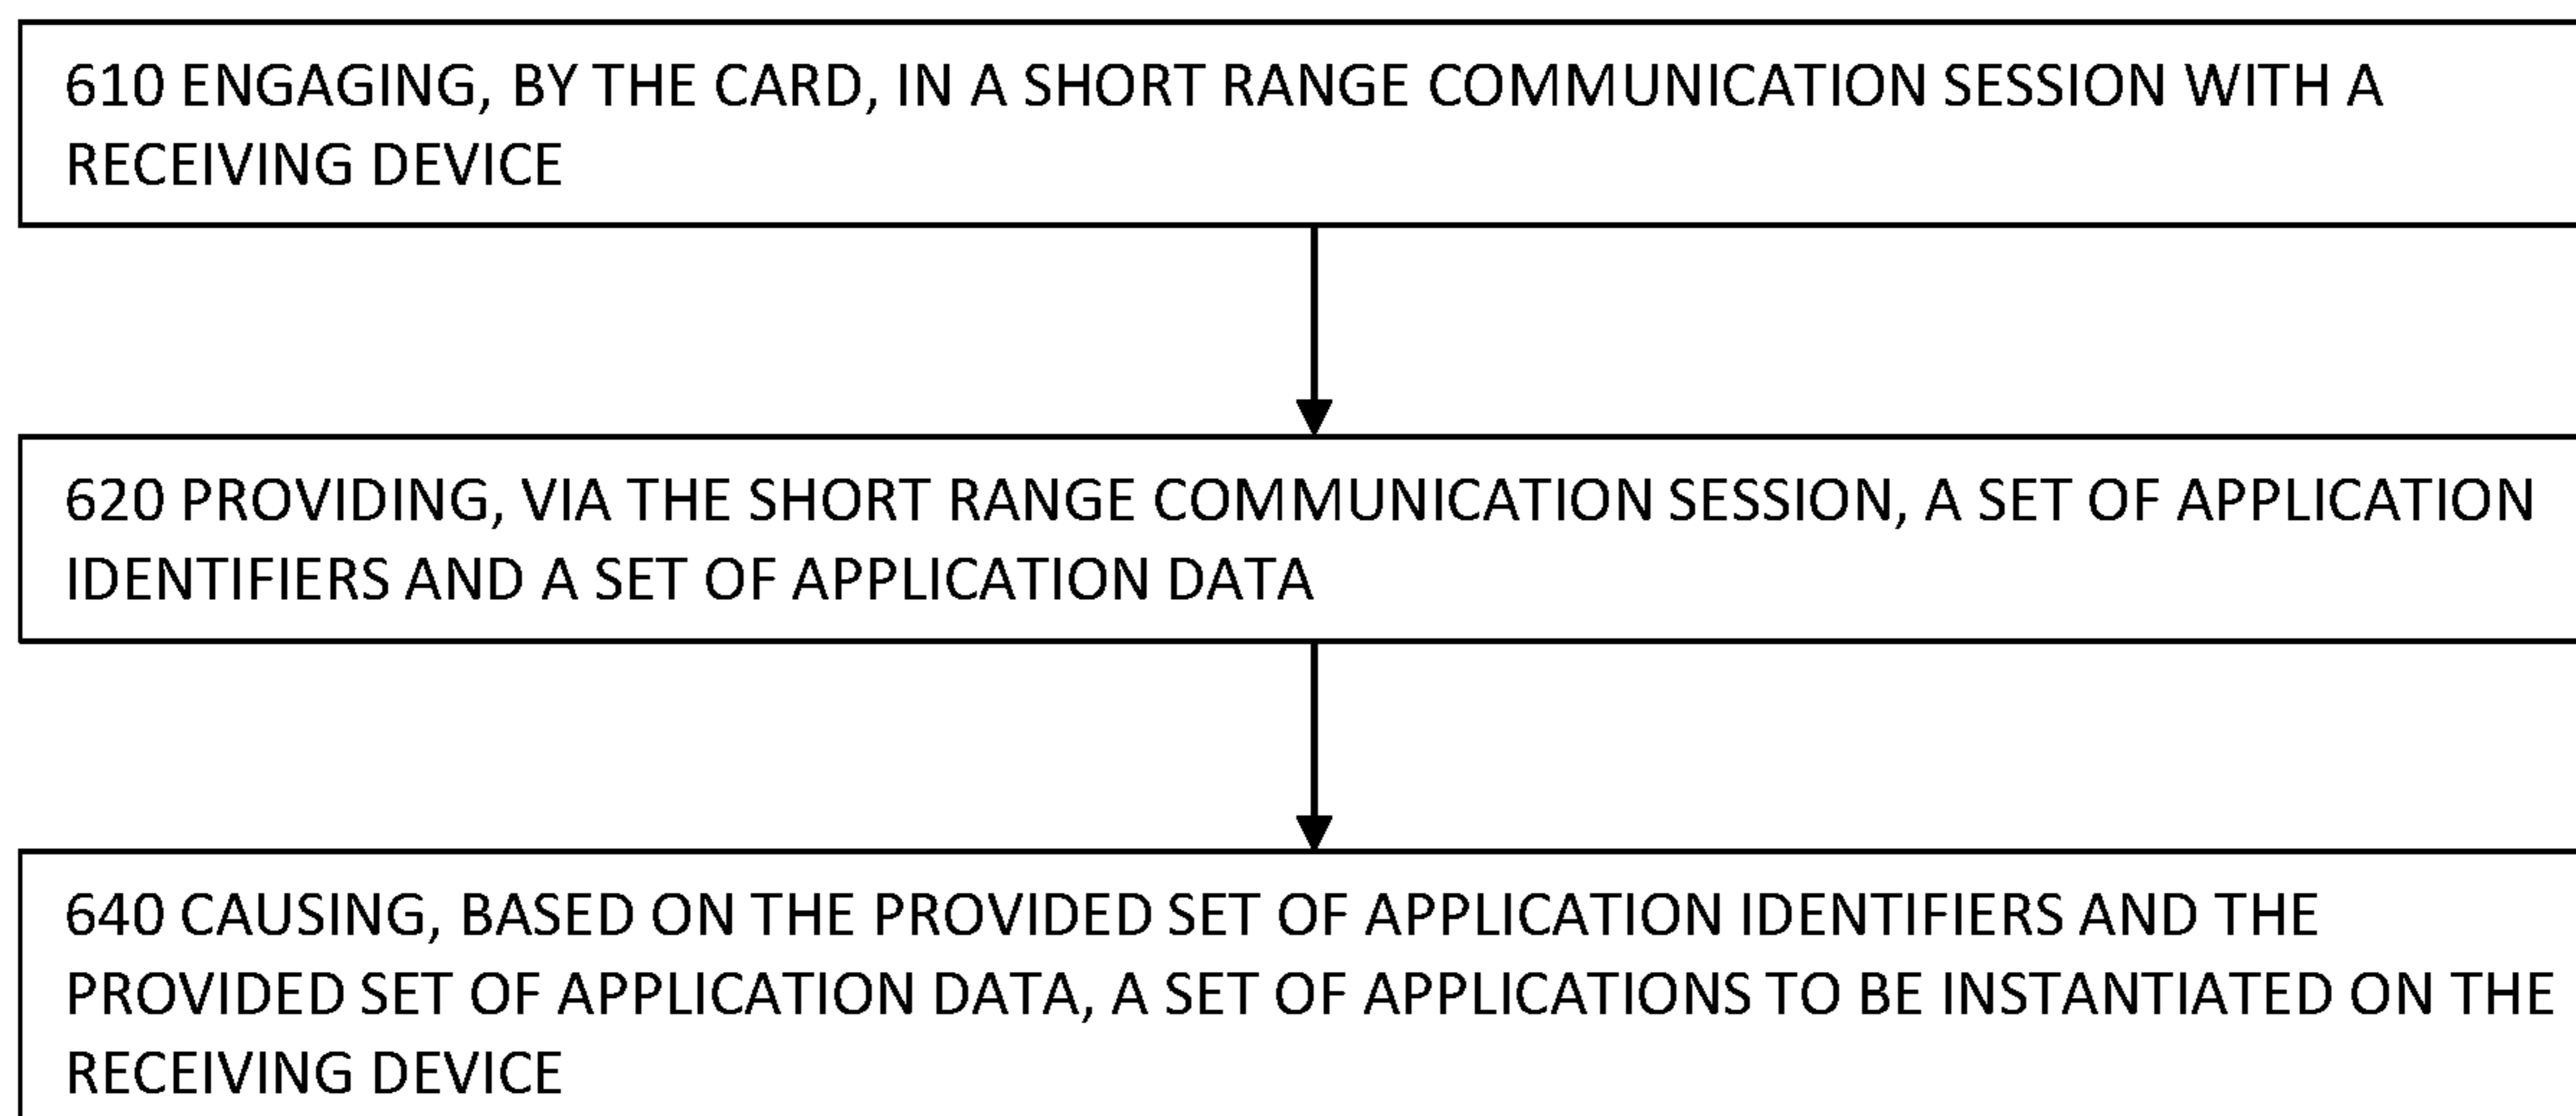 610 ENGAGING, BY THE CARD, IN A SHORT RANGE COMMUNICATION SESSION WITH A
RECEIVING DEVICE
620 PROVIDING, VIA THE SHORT RANGE COMMUNICATION SESSION, A SET OF APPLICATION
IDENTIFIERS AND A SET OF APPLICATION DATA
640 CAUSING, BASED ON THE PROVIDED SET OF APPLICATION IDENTIFIERS AND THE
PROVIDED SET OF APPLICATION DATA, A SET OF APPLICATIONS TO BE INSTANTIATED ON THE
RECEIVING DEVICE